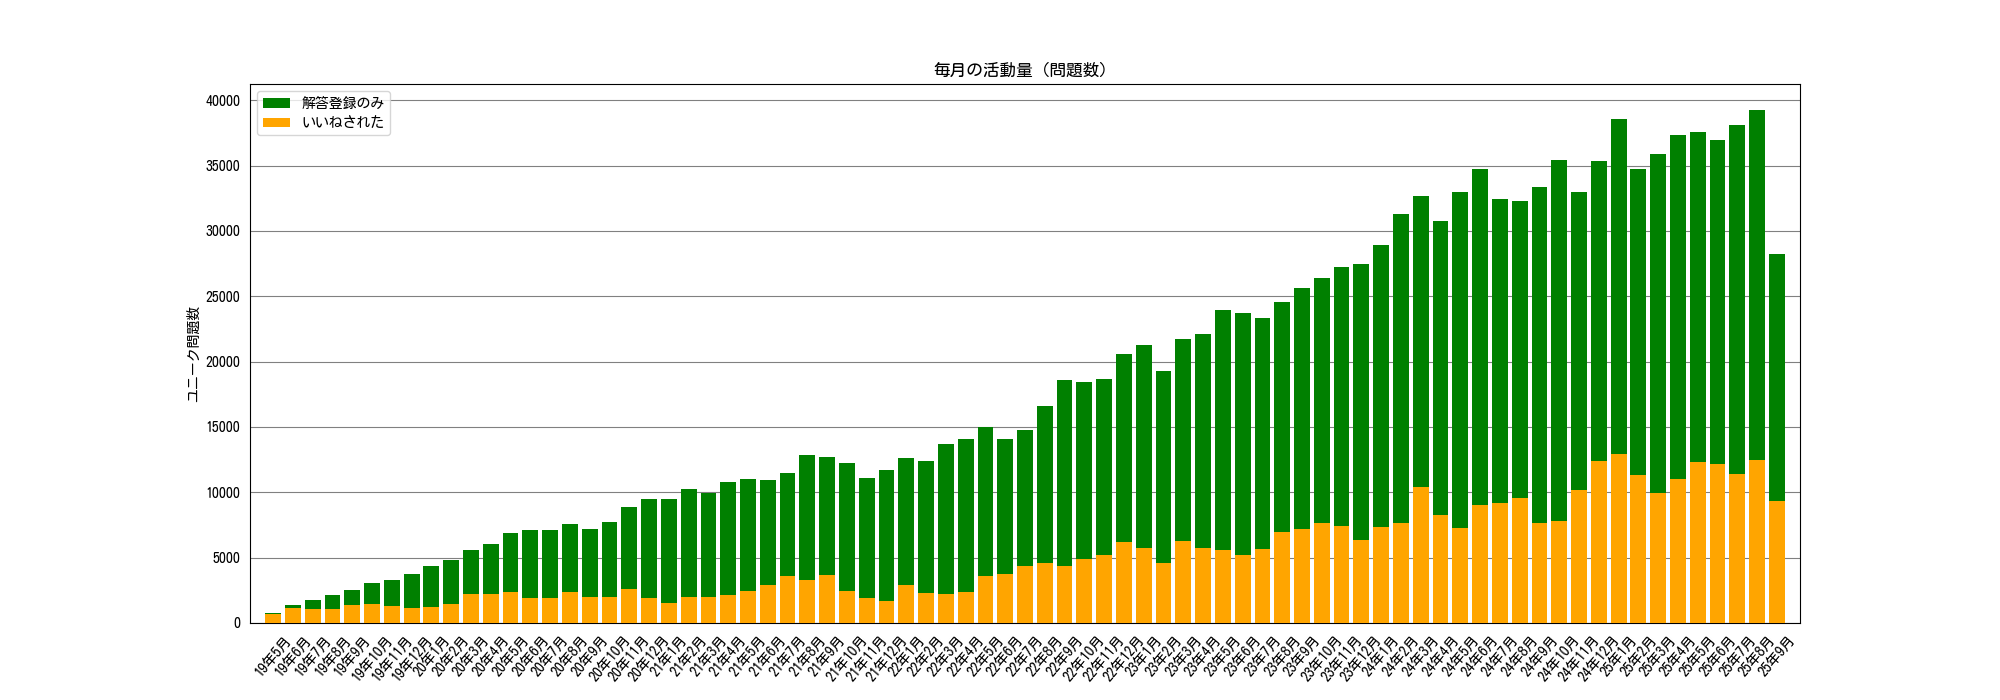 毎月の活動量（問題数）
解答登録のみ
いいねされた
ユニーク問題数
40000
35000
30000
25000
20000
15000
10000
5000
0
19年5月
19年6月
19年7月
19年8月
19年9月
19年10月
19年11月
19年12月
20年1月
20年2月
20年3月
20年4月
20年5月
20年6月
20年7月
20年8月
20年9月
20年10月
20年11月
20年12月
21年1月
21年2月
21年3月
21年4月
21年5月
21年6月
21年7月
21年8月
21年9月
21年10月
21年11月
21年12月
22年1月
22年2月
22年3月
22年4月
22年5月
22年6月
22年7月
22年8月
22年9月
22年10月
22年11月
22年12月
23年1月
23年2月
23年3月
23年4月
23年5月
23年6月
23年7月
23年8月
23年9月
23年10月
23年11月
23年12月
24年1月
24年2月
24年3月
24年4月
24年5月
24年6月
24年7月
24年8月
24年9月
24年10月
24年11月
24年12月
25年1月
25年2月
25年3月
25年4月
25年5月
25年6月
25年7月
25年8月
25年9月